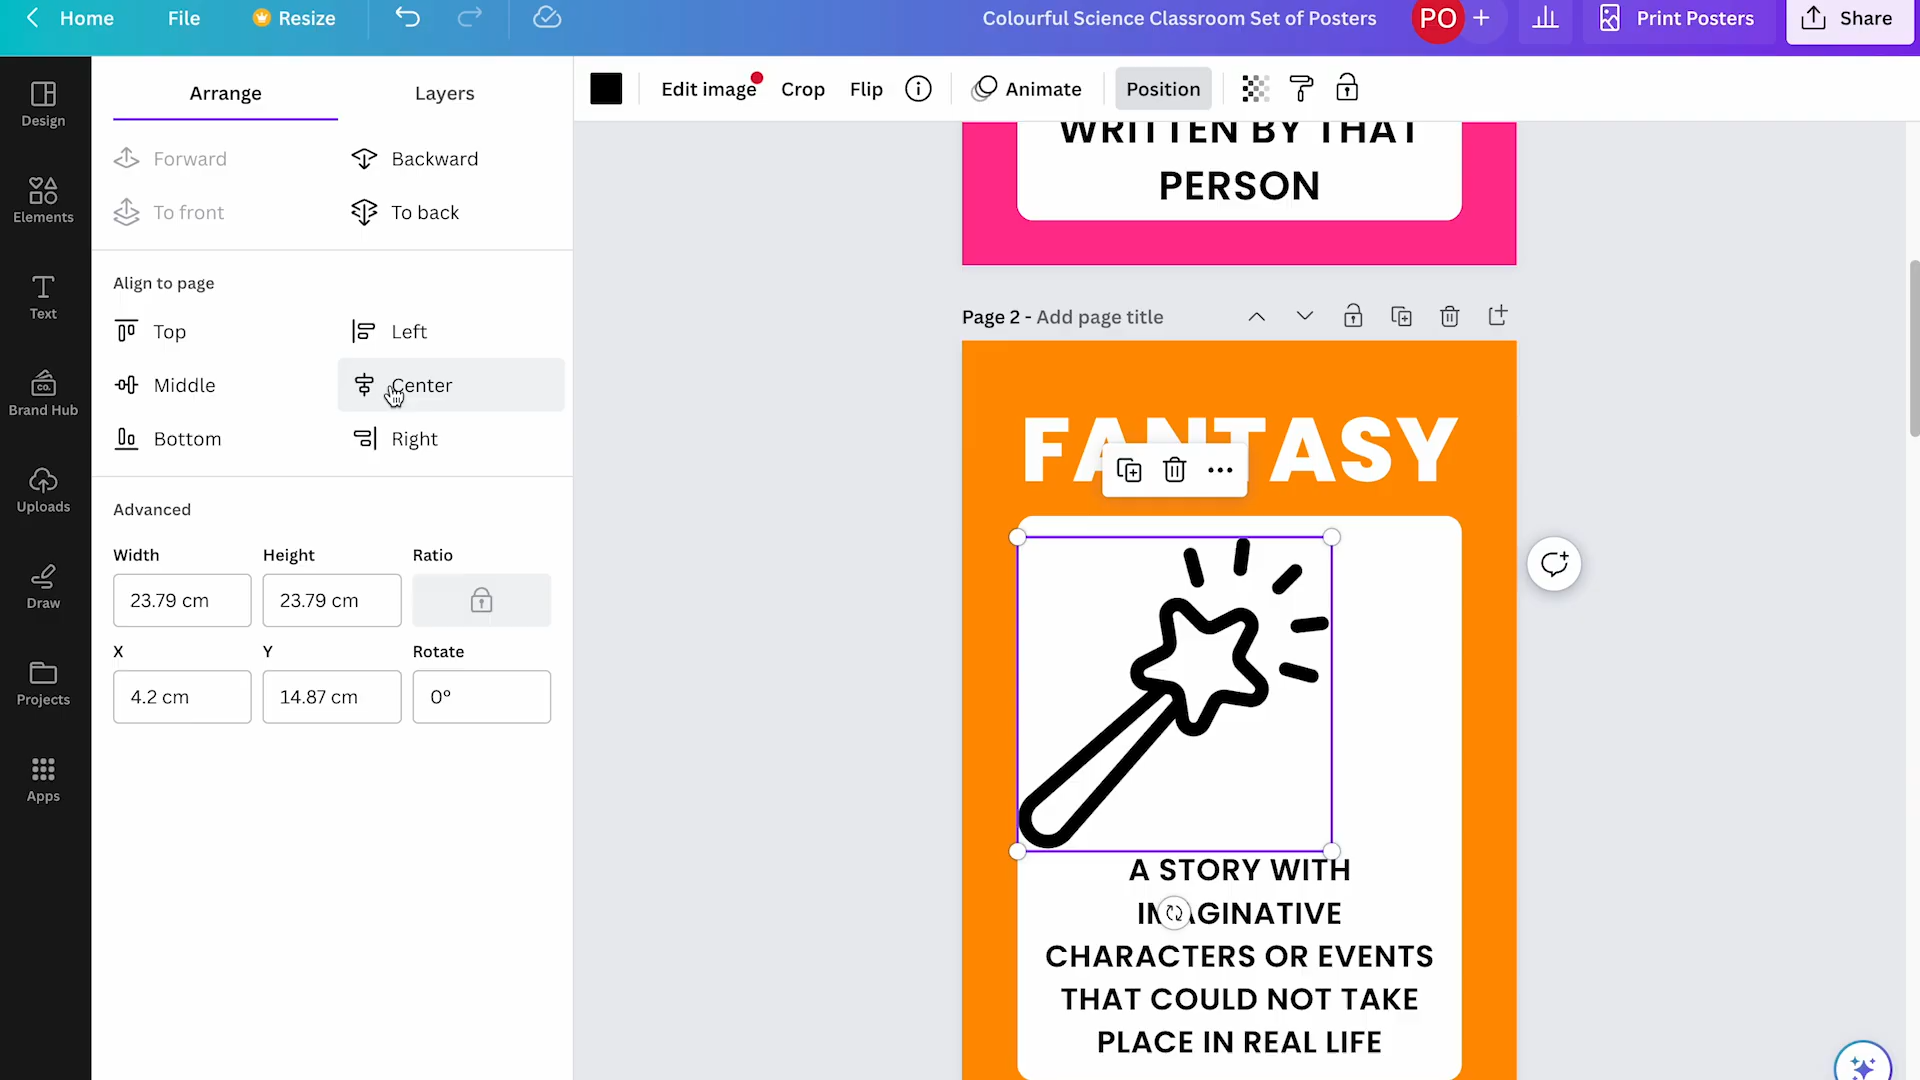 Home
File
Resize
Colourful Science Classroom Set of Posters
PO
Print Posters
Share
Design
Elements
Text
Brand Hub
CO.
Uploads
Draw
Projects
Apps
Arrange
Layers
Forward
Backward
To front
To back
Align to page
Top
Left
Middle
Center
Bottom
Right
Advanced
Width
Height
Ratio
23.79 cm
23.79 cm
X
Y
Rotate
4.2 cm
14.87 cm
0°
Edit image
Crop
Flip
Animate
Position
WRITTEN BY THAT
PERSON
Page 2 - Add page title
FANTASY
A STORY WITH
IMAGINATIVE
CHARACTERS OR EVENTS
THAT COULD NOT TAKE
PLACE IN REAL LIFE